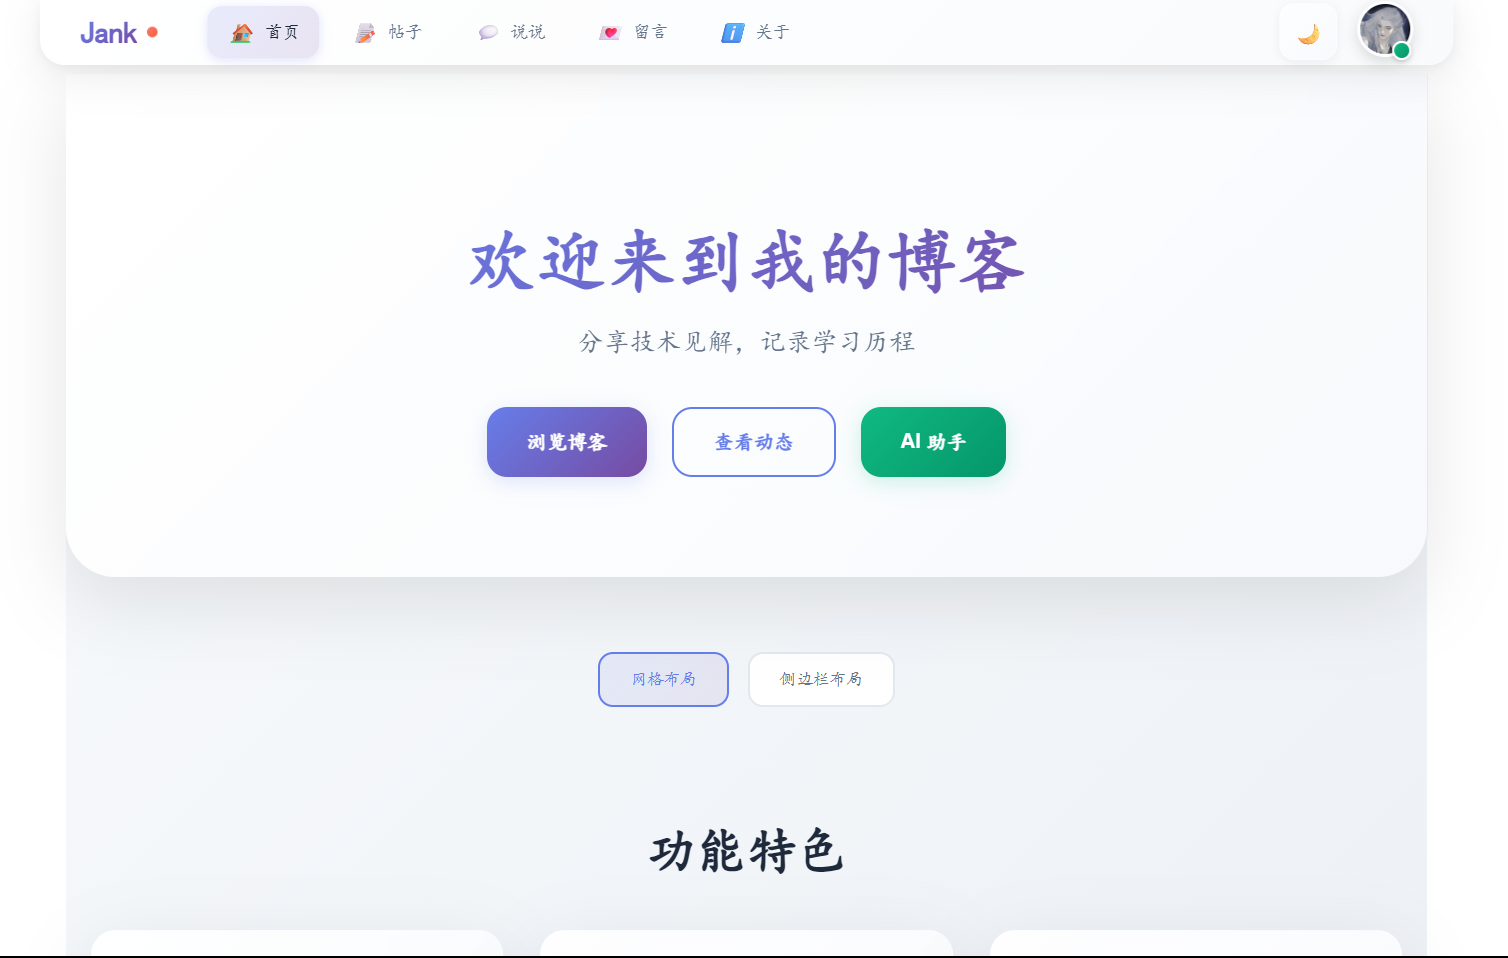 Jank 首页 帖子 说说 留言 关于
欢迎来到我的博客
分享技术见解，记录学习历程
浏览博客 查看动态 AI 助手
网格布局 侧边栏布局
功能特色